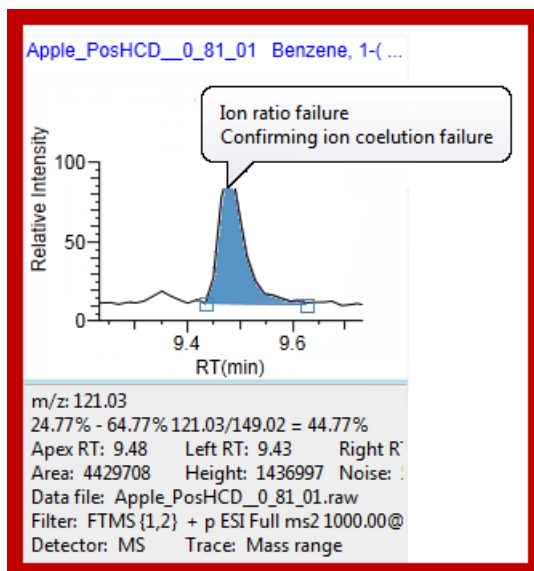 Apple_PosHCD__0_81_01 Benzene, 1-( ...
Ion ratio failure
Confirming ion coelution failure
Relative Intensity
100
50
0
9.4
9.6
RT(min)
m/z: 121.03
24.77% - 64.77% 121.03/149.02 = 44.77%
Apex RT: 9.48 Left RT: 9.43 Right
Area: 4429708 Height: 1436997 Noise:
Data file: Apple_PosHCD__0_81_01.raw
Filter: FTMS {1,2} + p ESI Full ms2 1000.00@
Detector: MS Trace: Mass range